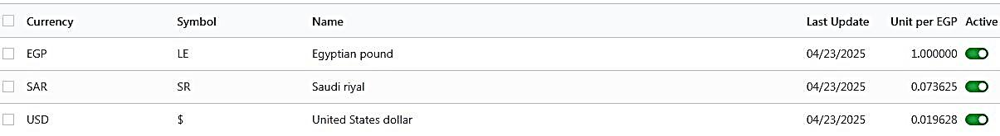 Currency Symbol Name Last Update Unit per EGP Active
EGP LE Egyptian pound 04/23/2025 1.000000
SAR SR Saudi riyal 04/23/2025 0.073625
USD $ United States dollar 04/23/2025 0.019628